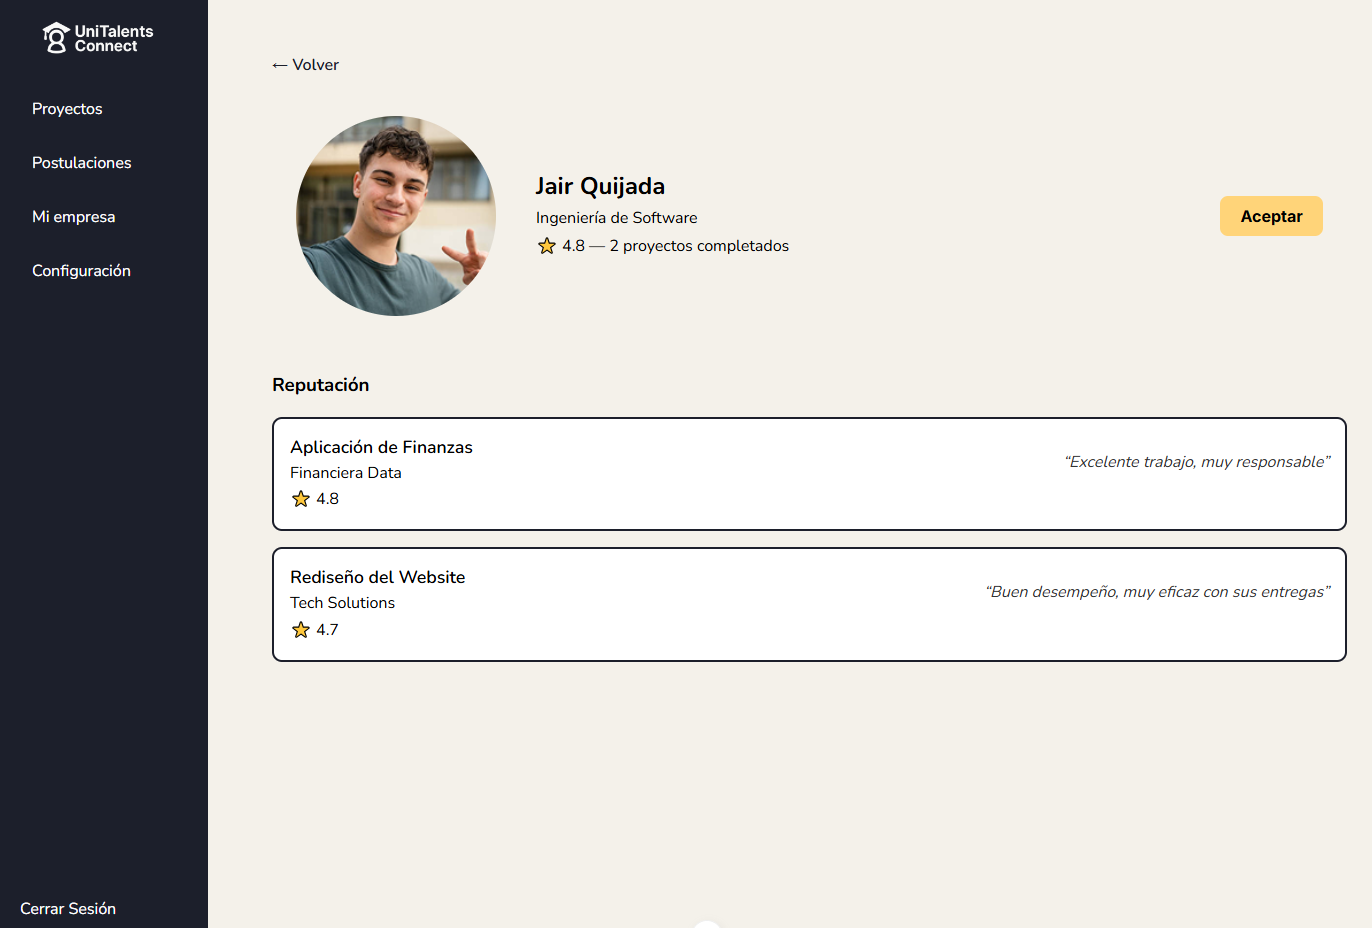 UniTalents
Connect
Proyectos
Postulaciones
Mi empresa
Configuración
Cerrar Sesión
← Volver
Jair Quijada
Ingeniería de Software
4.8 — 2 proyectos completados
Aceptar
Reputación
Aplicación de Finanzas
Financiera Data
4.8
“Excelente trabajo, muy responsable”
Rediseño del Website
Tech Solutions
4.7
“Buen desempeño, muy eficaz con sus entregas”